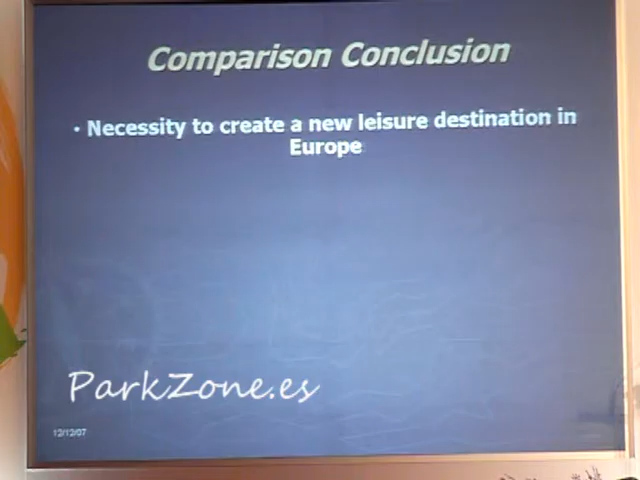 Comparison Conclusion
• Necessity to create a new leisure destination in
Europe
ParkZone.es
12/12/07